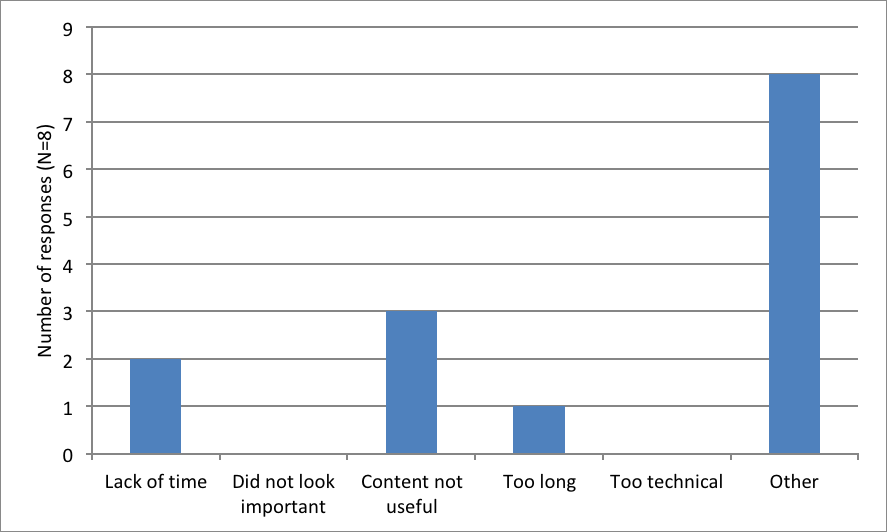 Number of responses (N=8)
9
8
7
6
5
4
3
2
1
0
Lack of time
Did not look
important
Content not
useful
Too long
Too technical
Other